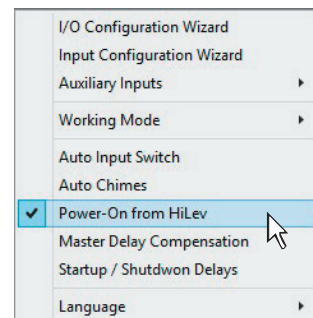 I/O Configuration Wizard
Input Configuration Wizard
Auxiliary Inputs
Working Mode
Auto Input Switch
Auto Chimes
Power-On from HiLev
Master Delay Compensation
Startup / Shutdwon Delays
Language